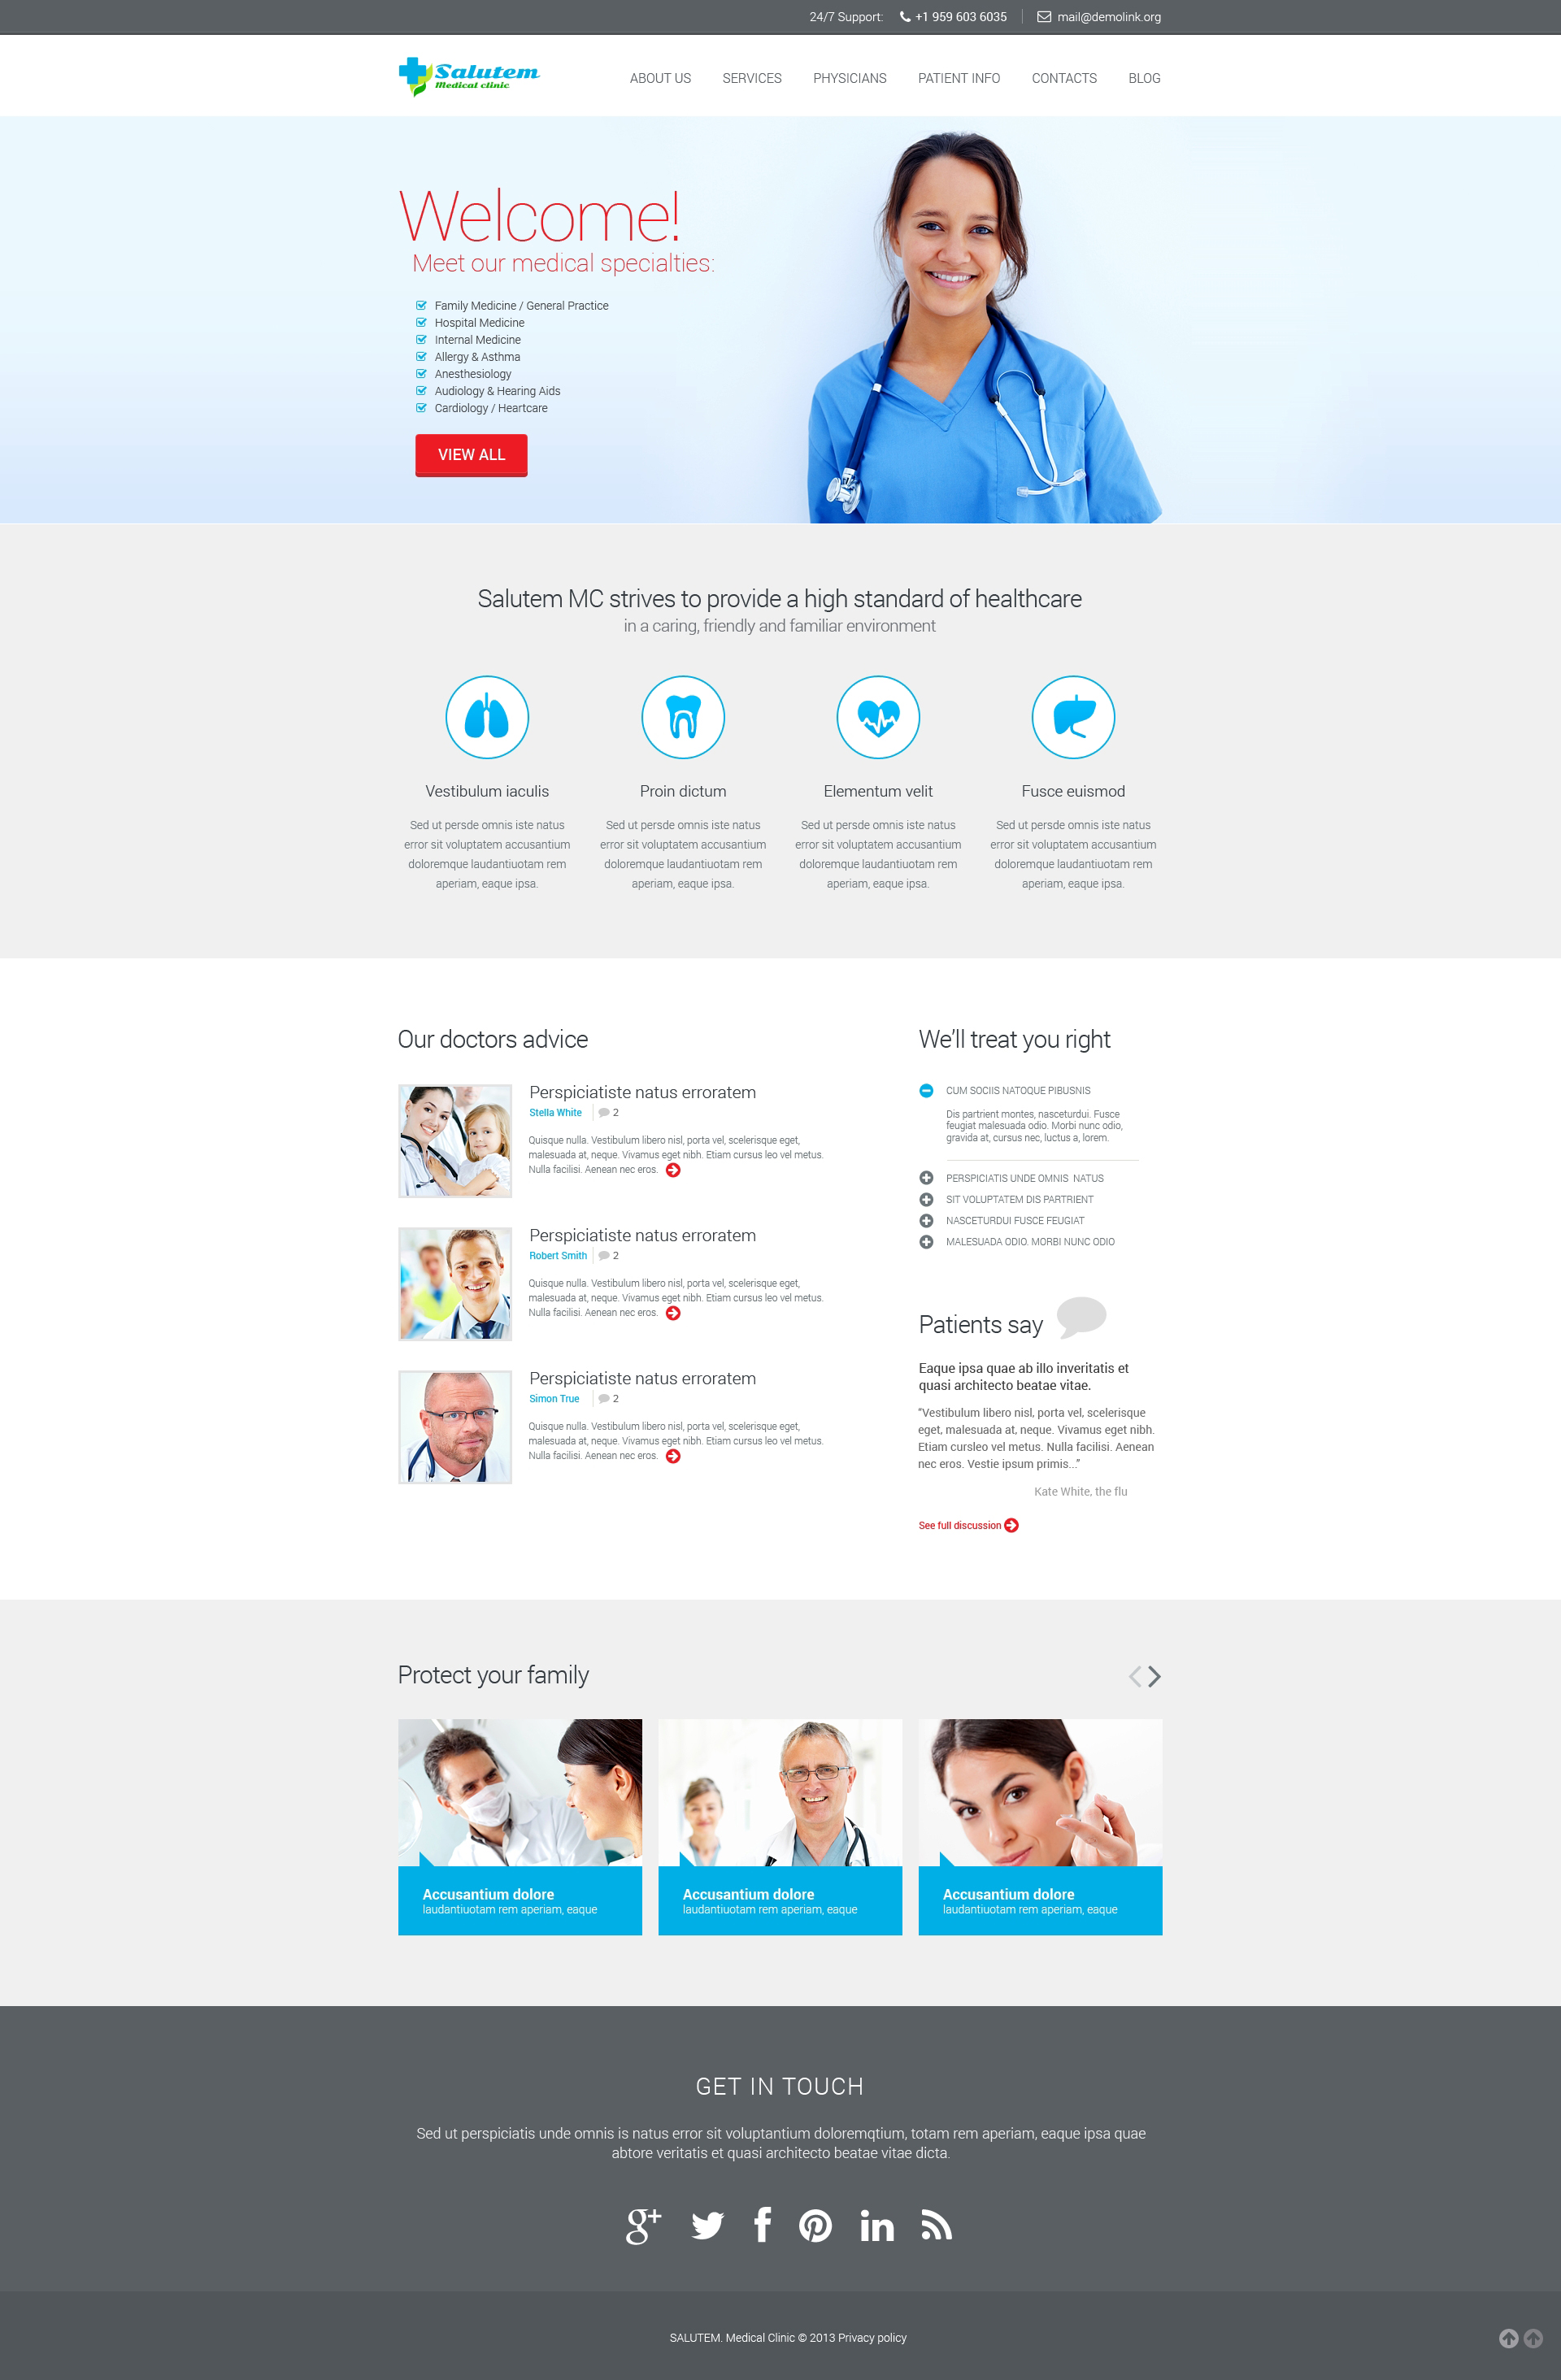 24/7 Support: +1 959 603 6035 mail@demolink.org
Salutem
Medical clinic
ABOUT US SERVICES PHYSICIANS PATIENT INFO CONTACTS BLOG
Welcome!
Meet our medical specialties:
Family Medicine / General Practice
Hospital Medicine
Internal Medicine
Allergy & Asthma
Anesthesiology
Audiology & Hearing Aids
Cardiology / Heartcare
VIEW ALL
Salutem MC strives to provide a high standard of healthcare
in a caring, friendly and familiar environment
Vestibulum iaculis
Sed ut persde omnis iste natus
error sit voluptatem accusantium
doloremque laudantiuotam rem
aperiam, eaque ipsa.
Proin dictum
Sed ut persde omnis iste natus
error sit voluptatem accusantium
doloremque laudantiuotam rem
aperiam, eaque ipsa.
Elementum velit
Sed ut persde omnis iste natus
error sit voluptatem accusantium
doloremque laudantiuotam rem
aperiam, eaque ipsa.
Fusce euismod
Sed ut persde omnis iste natus
error sit voluptatem accusantium
doloremque laudantiuotam rem
aperiam, eaque ipsa.
Our doctors advice
Perspiciatiste natus erroratem
Stella White 2
Quisque nulla. Vestibulum libero nisl, porta vel, scelerisque eget,
malesuada at, neque. Vivamus eget nibh. Etiam cursus leo vel metus.
Nulla facilisi. Aenean nec eros.
Perspiciatiste natus erroratem
Robert Smith 2
Quisque nulla. Vestibulum libero nisl, porta vel, scelerisque eget,
malesuada at, neque. Vivamus eget nibh. Etiam cursus leo vel metus.
Nulla facilisi. Aenean nec eros.
Perspiciatiste natus erroratem
Simon True 2
Quisque nulla. Vestibulum libero nisl, porta vel, scelerisque eget,
malesuada at, neque. Vivamus eget nibh. Etiam cursus leo vel metus.
Nulla facilisi. Aenean nec eros.
We'll treat you right
CUM SOCIIS NATOQUE PIBUSNIS
Dis partrient montes, nasceturdui. Fusce
feugiat malesuada odio. Morbi nunc odio,
gravida at, cursus nec, luctus a, lorem.
PERSPICIATIS UNDE OMNIS NATUS
SIT VOLUPTATEM DIS PARTRIENT
NASCETURDUI FUSCE FEUGIAT
MALESUADA ODIO. MORBI NUNC ODIO
Patients say
Eaque ipsa quae ab illo inveritatis et
quasi architecto beatae vitae.
“Vestibulum libero nisl, porta vel, scelerisque
eget, malesuada at, neque. Vivamus eget nibh.
Etiam cursleo vel metus. Nulla facilisi. Aenean
nec eros. Vestie ipsum primis...”
Kate White, the flu
See full discussion
Protect your family
Accusantium dolore
laudantiuotam rem aperiam, eaque
Accusantium dolore
laudantiuotam rem aperiam, eaque
Accusantium dolore
laudantiuotam rem aperiam, eaque
GET IN TOUCH
Sed ut perspiciatis unde omnis is natus error sit voluptantium doloremqtium, totam rem aperiam, eaque ipsa quae
abtore veritatis et quasi architecto beatae vitae dicta.
SALUTEM. Medical Clinic © 2013 Privacy policy